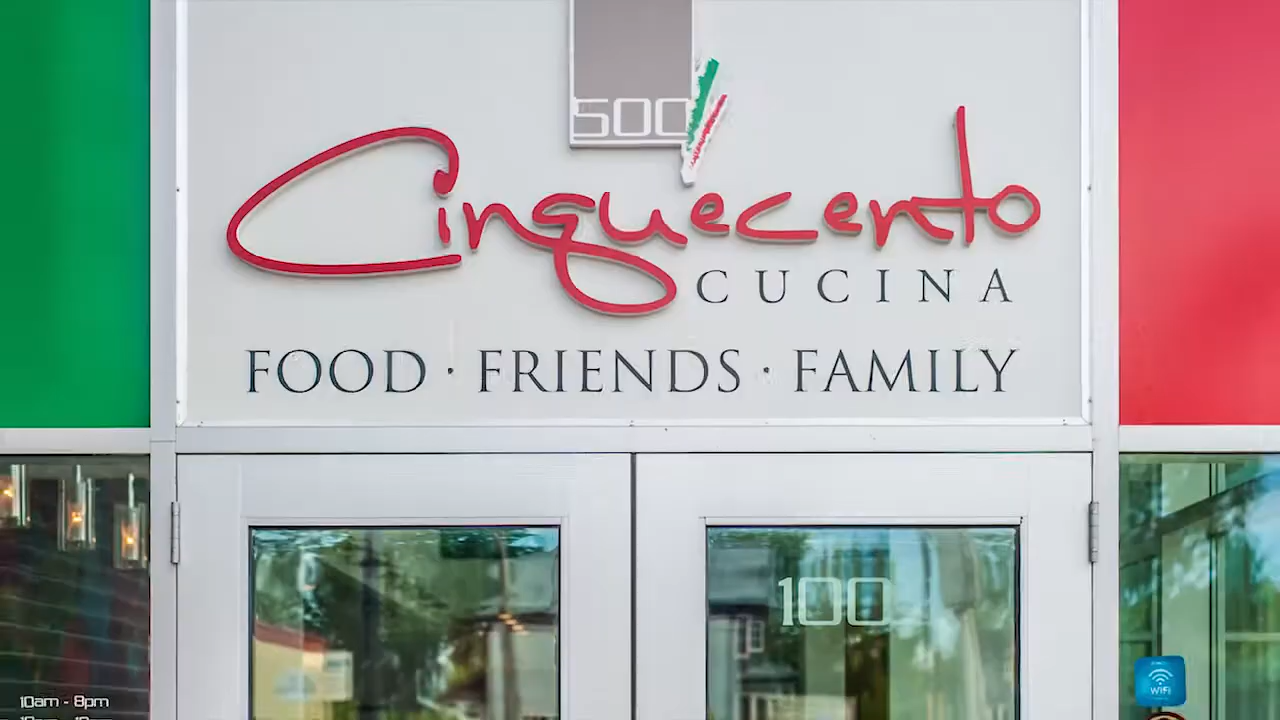 500
Cinquecento
CUCINA
FOOD · FRIENDS · FAMILY
100
WiFi
10am - 8pm